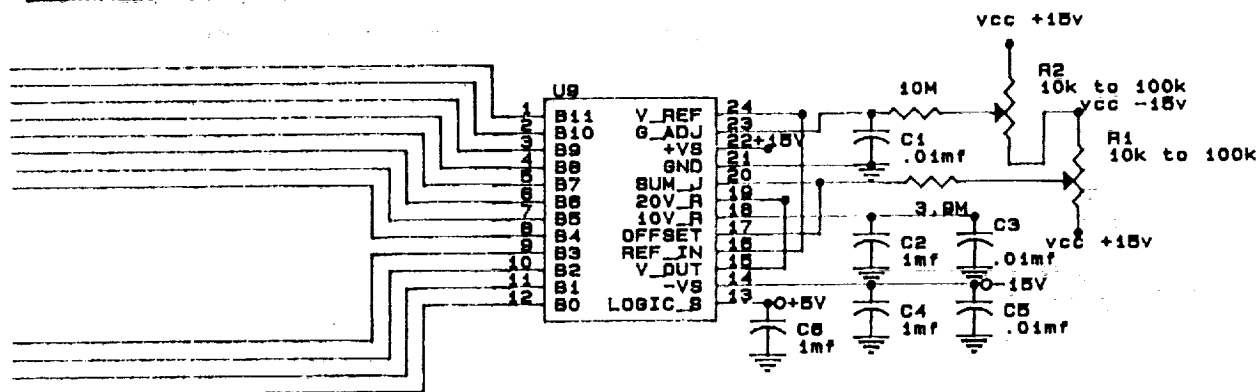 vcc +15v
R2
10k to 100k
vcc -15v
R1
10k to 100k
10M
C1
.01mf
3.9M
vcc +15v
U9
1 B11 V_REF 24
2 B10 G_ADJ 23
3 B9 +VS 22 +15V
4 B8 GND 21
5 B7 SUM_J 20
6 B6 20V_R 19
7 B5 10V_R 18
8 B4 OFFSET 17
9 B3 REF_IN 16
10 B2 V_OUT 15
11 B1 -VS 14
12 B0 LOGIC_S 13
C2
1mf
C3
.01mf
-15V
+5V
C4
1mf
C5
.01mf
C6
1mf